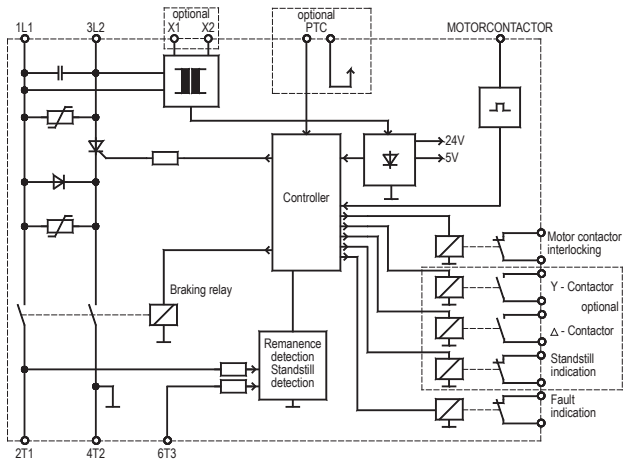 optional
optional
1L1
3L2
X1
X2
PTC
MOTORCONTACTOR
24V
5V
Controller
Motor contactor
interlocking
Braking relay
Y - Contactor
optional
Δ - Contactor
Remanence
detection
Standstill
detection
Standstill
indication
Fault
indication
2T1
4T2
6T3